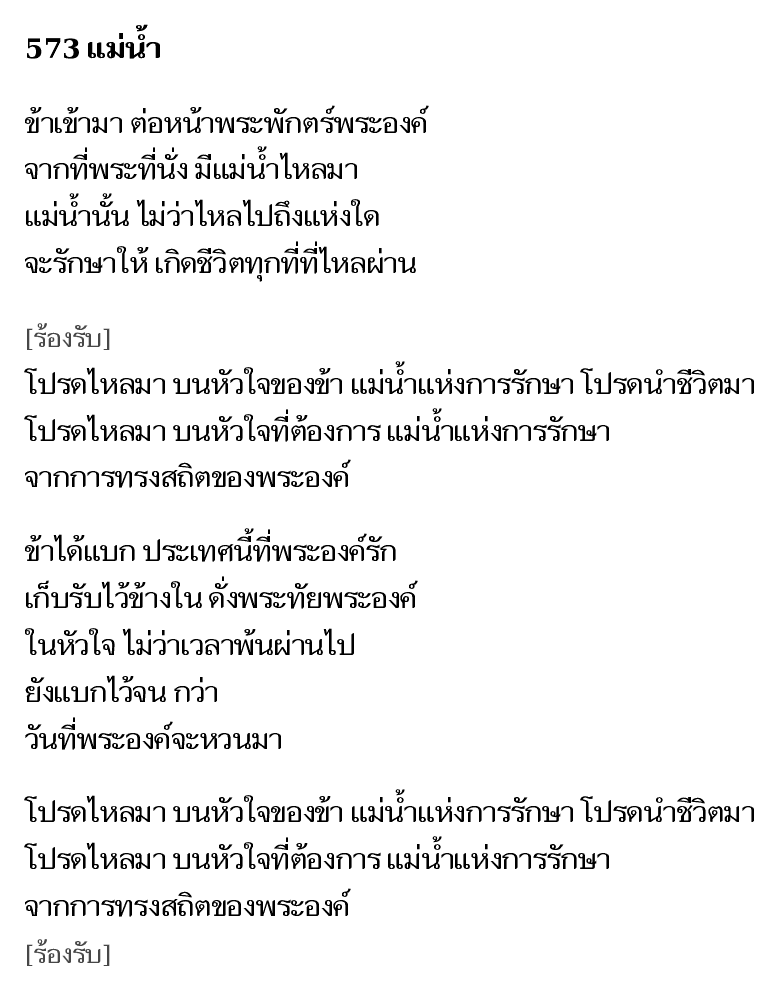 573 แม่น้ำ
ข้าเข้ามา ต่อหน้าพระพักตร์พระองค์
จากที่พระที่นั่ง มีแม่น้ำไหลมา
แม่น้ำนั้น ไม่ว่าไหลไปถึงแห่งใด
จะรักษาให้ เกิดชีวิตทุกที่ที่ไหลผ่าน
[ร้องรับ]
โปรดไหลมา บนหัวใจของข้า แม่น้ำแห่งการรักษา โปรดนำชีวิตมา
โปรดไหลมา บนหัวใจที่ต้องการ แม่น้ำแห่งการรักษา
จากการทรงสถิตของพระองค์
ข้าได้แบก ประเทศนี้ที่พระองค์รัก
เก็บรับไว้ข้างใน ดั่งพระทัยพระองค์
ในหัวใจ ไม่ว่าเวลาพ้นผ่านไป
ยังแบกไว้จน กว่า
วันที่พระองค์จะหวนมา
โปรดไหลมา บนหัวใจของข้า แม่น้ำแห่งการรักษา โปรดนำชีวิตมา
โปรดไหลมา บนหัวใจที่ต้องการ แม่น้ำแห่งการรักษา
จากการทรงสถิตของพระองค์
[ร้องรับ]